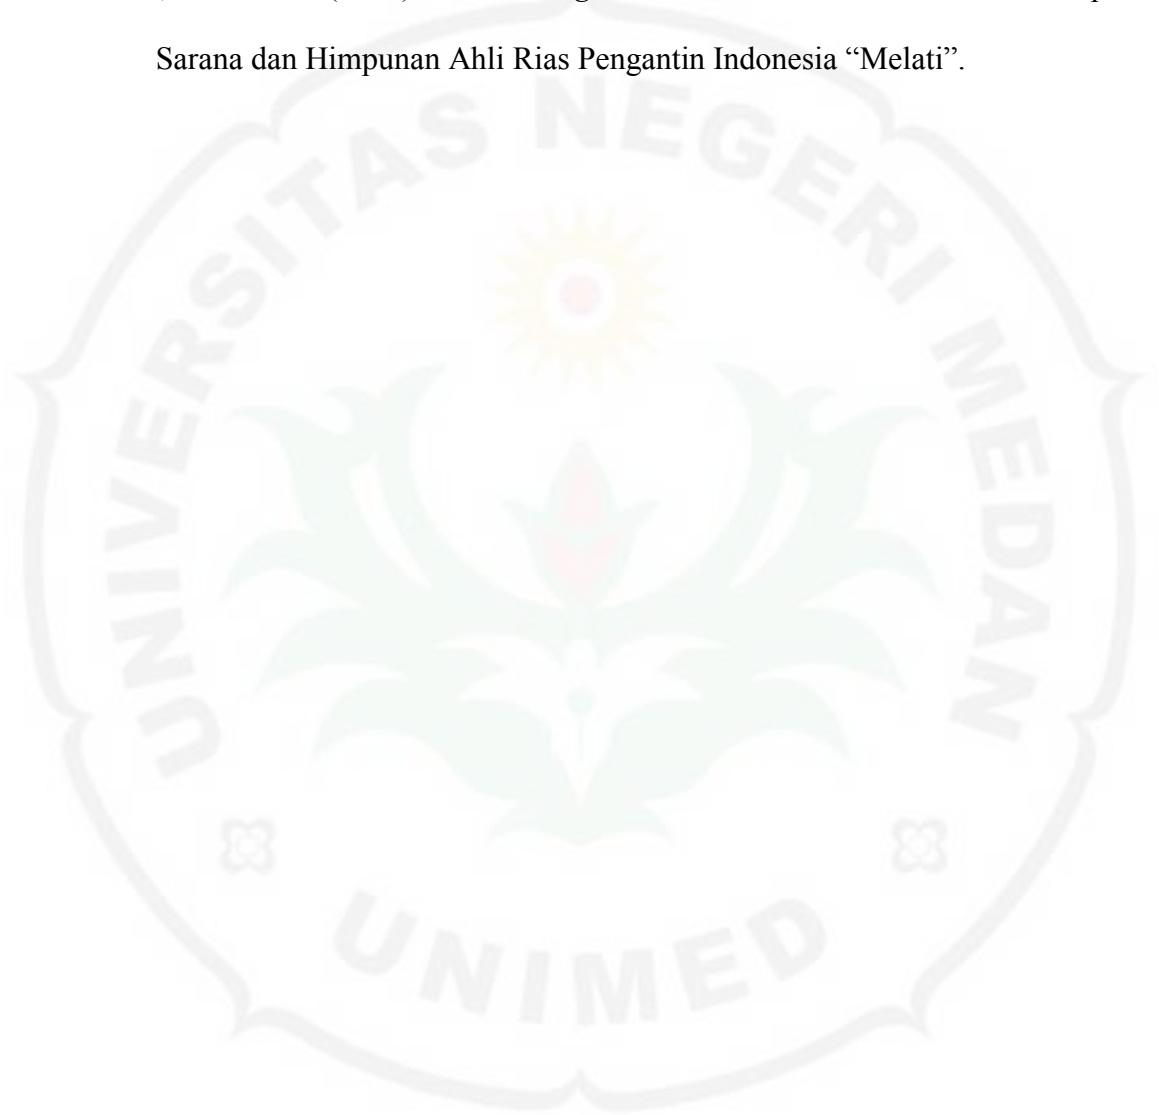 Sarana dan Himpunan Ahli Rias Pengantin Indonesia “Melati”.
UNIVERSITAS NEGERI MEDAN
UNIMED